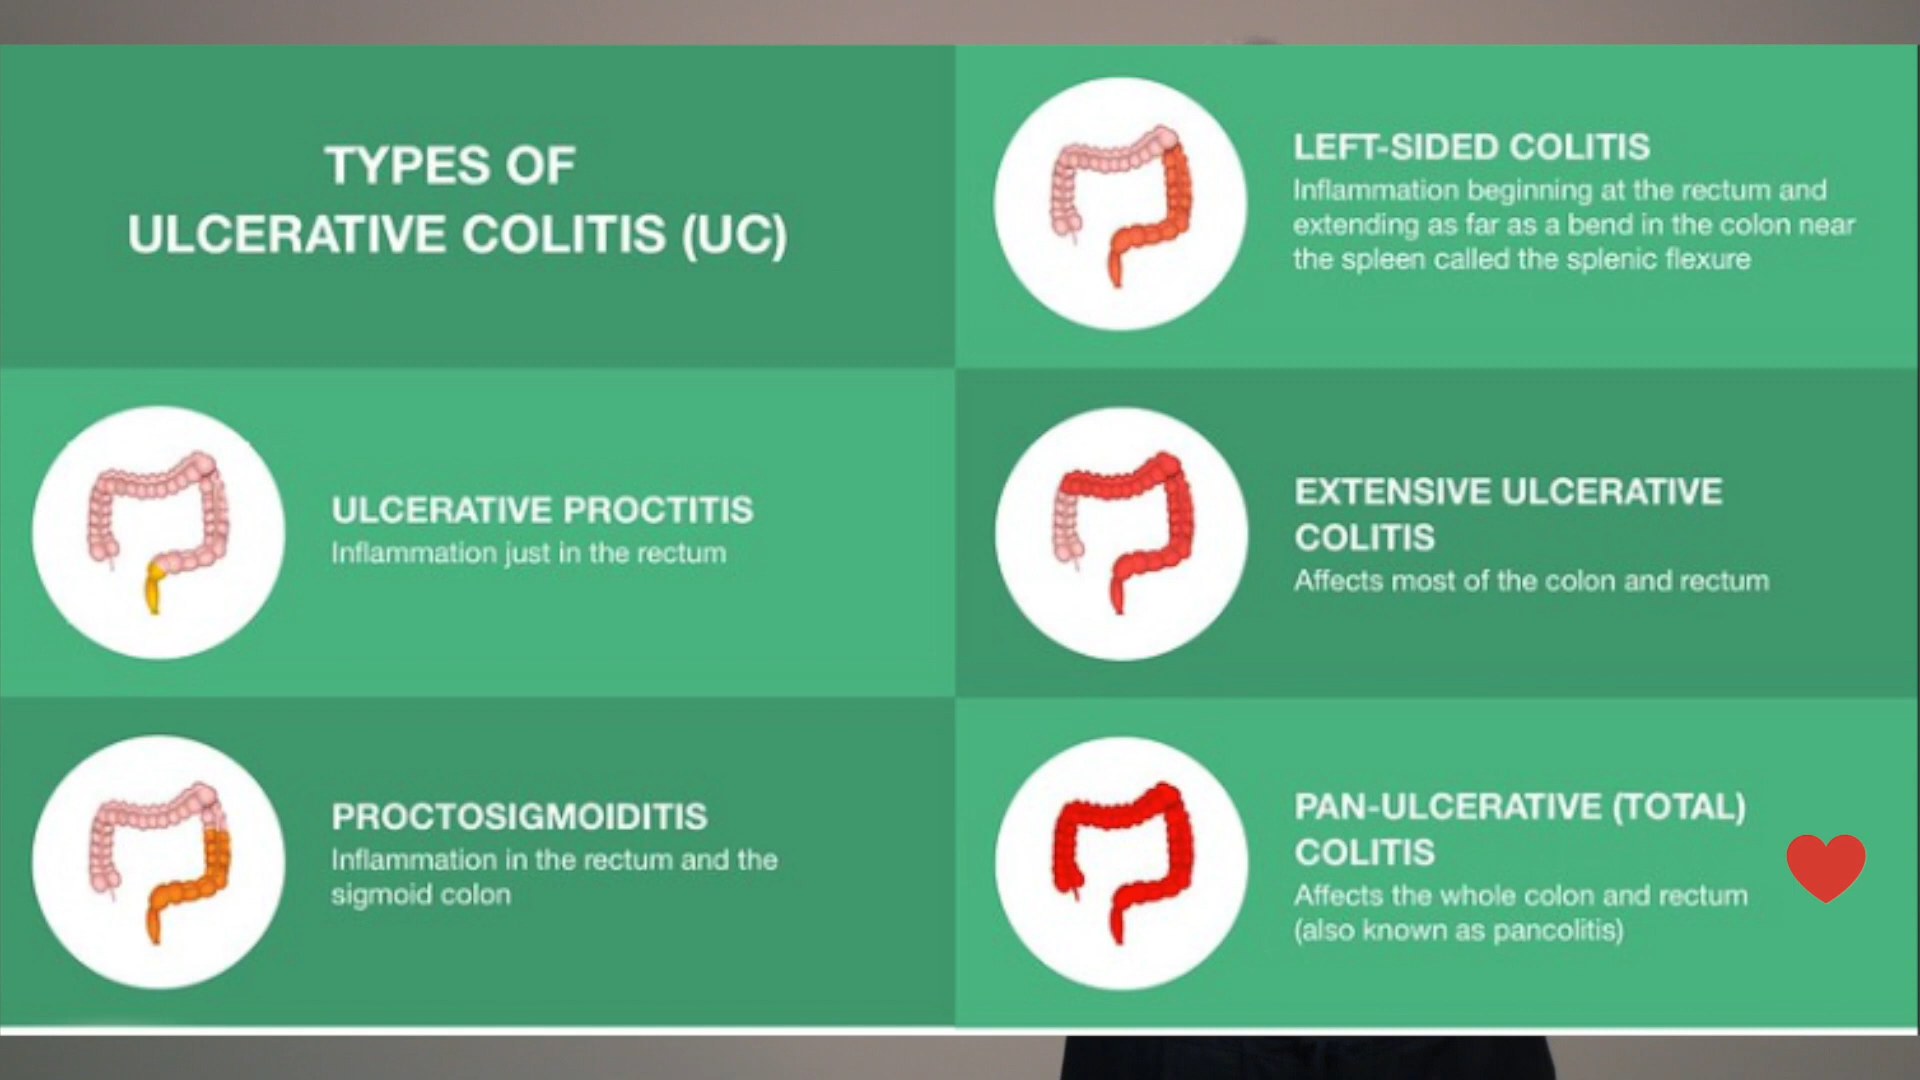 TYPES OF
ULCERATIVE COLITIS (UC)
ULCERATIVE PROCTITIS
Inflammation just in the rectum
PROCTOSIGMOIDITIS
Inflammation in the rectum and the
sigmoid colon
LEFT-SIDED COLITIS
Inflammation beginning at the rectum and
extending as far as a bend in the colon near
the spleen called the splenic flexure
EXTENSIVE ULCERATIVE
COLITIS
Affects most of the colon and rectum
PAN-ULCERATIVE (TOTAL)
COLITIS
Affects the whole colon and rectum
(also known as pancolitis)